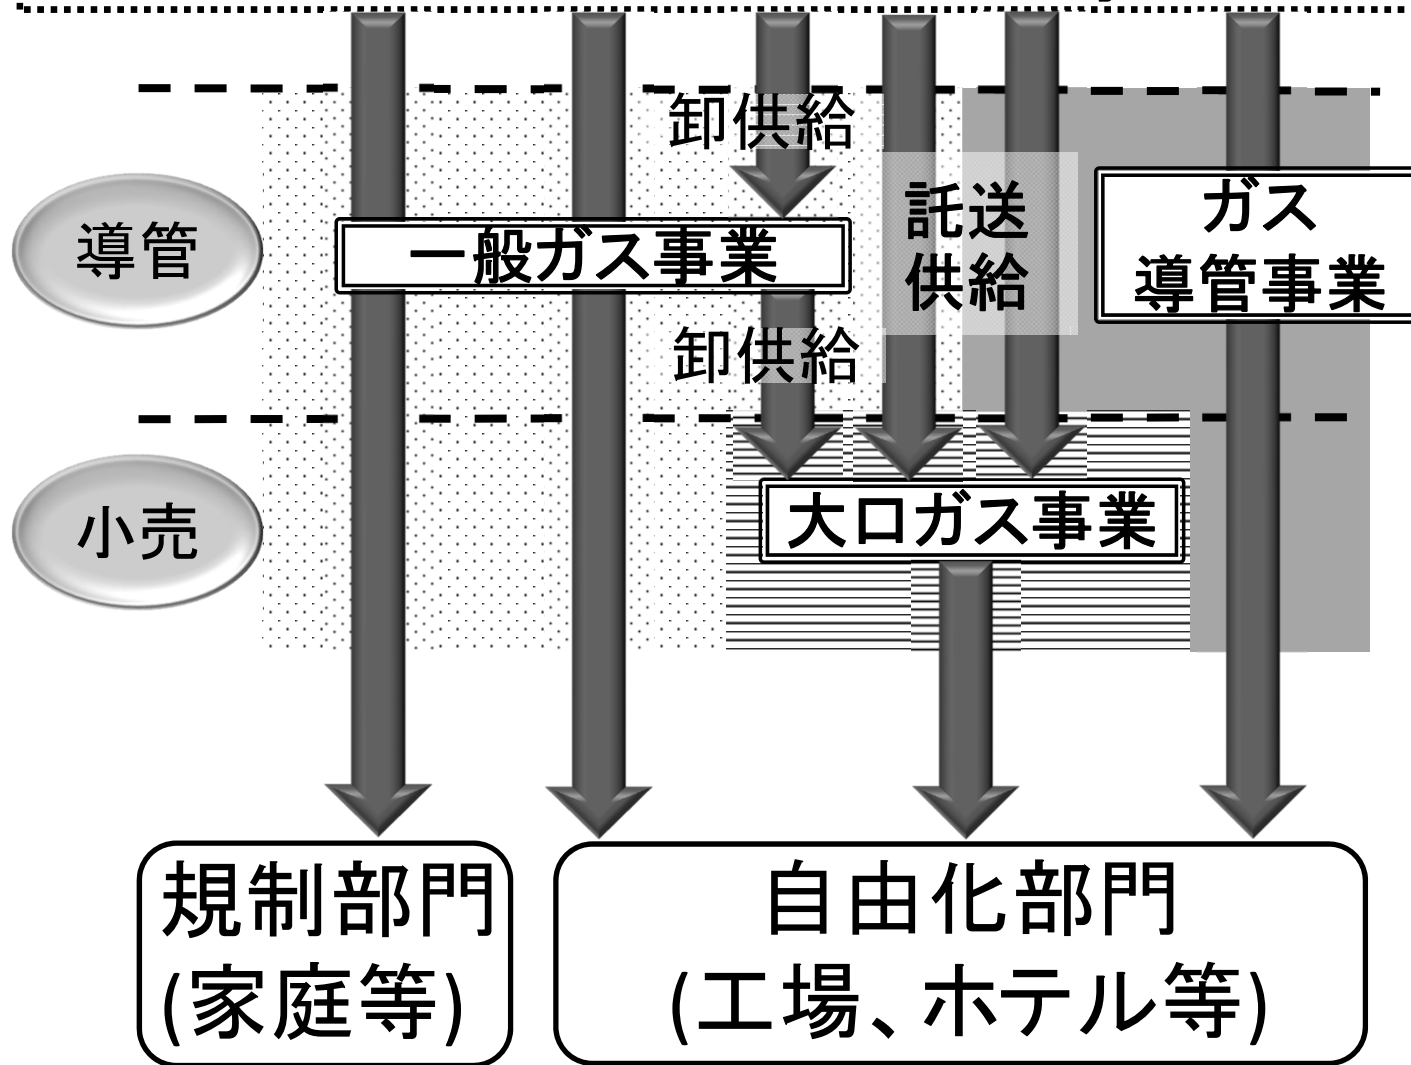 卸供給
導管
一般ガス事業
託送
供給
ガス
導管事業
卸供給
小売
大口ガス事業
規制部門
(家庭等)
自由化部門
(工場、ホテル等)